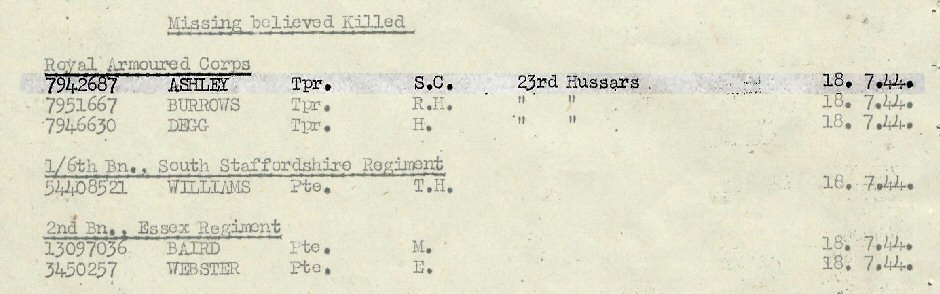 Missing believed Killed
Royal Armoured Corps
7942687 ASHLEY Tpr. S.C. 23rd Hussars 18. 7.44.
7951667 BURROWS Tpr. R.H. " " 18. 7.44.
7946630 DEGG Tpr. H. " " 18. 7.44.
1/6th Bn., South Staffordshire Regiment
54408521 WILLIAMS Pte. T.H. 18. 7.44.
2nd Bn., Essex Regiment
13097036 BAIRD Pte. M. 18. 7.44.
3450257 WEBSTER Pte. E. 18. 7.44.